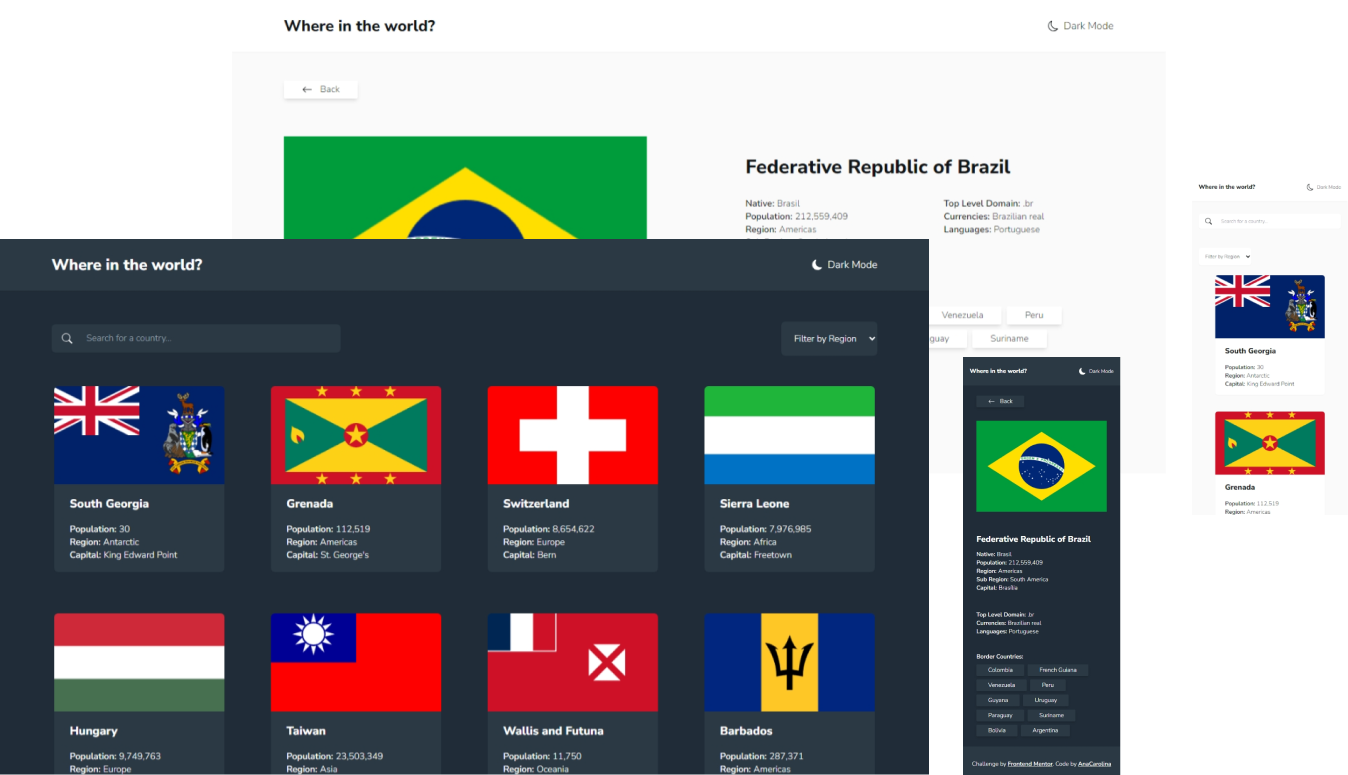 Where in the world?
Dark Mode
Back
Federative Republic of Brazil
Native: Brasil
Population: 212,559,409
Region: Americas
Top Level Domain: .br
Currencies: Brazilian real
Languages: Portuguese
Venezuela
Peru
guay
Suriname
Where in the world?
Dark Mode
Search for a country...
Filter by Region
South Georgia
Population: 30
Region: Antarctic
Capital: King Edward Point
Grenada
Population: 112,519
Region: Americas
Capital: St. George's
Switzerland
Population: 8,654,622
Region: Europe
Capital: Bern
Sierra Leone
Population: 7,976,985
Region: Africa
Capital: Freetown
Hungary
Population: 9,749,763
Region: Europe
Taiwan
Population: 23,503,349
Region: Asia
Wallis and Futuna
Population: 11,750
Region: Oceania
Barbados
Population: 287,371
Region: Americas
Where in the world?
Dark Mode
Back
Federative Republic of Brazil
Native: Brasil
Population: 212,559,409
Region: Americas
Sub Region: South America
Capital: Brasília
Top Level Domain: .br
Currencies: Brazilian real
Languages: Portuguese
Border Countries:
Colombia
French Guiana
Venezuela
Peru
Guyana
Uruguay
Paraguay
Suriname
Bolivia
Argentina
Challenge by Frontend Mentor. Code by AnaCarolina
Where in the world?
Dark Mode
Search for a country...
Filter by Region
South Georgia
Population: 30
Region: Antarctic
Capital: King Edward Point
Grenada
Population: 112,519
Region: Americas